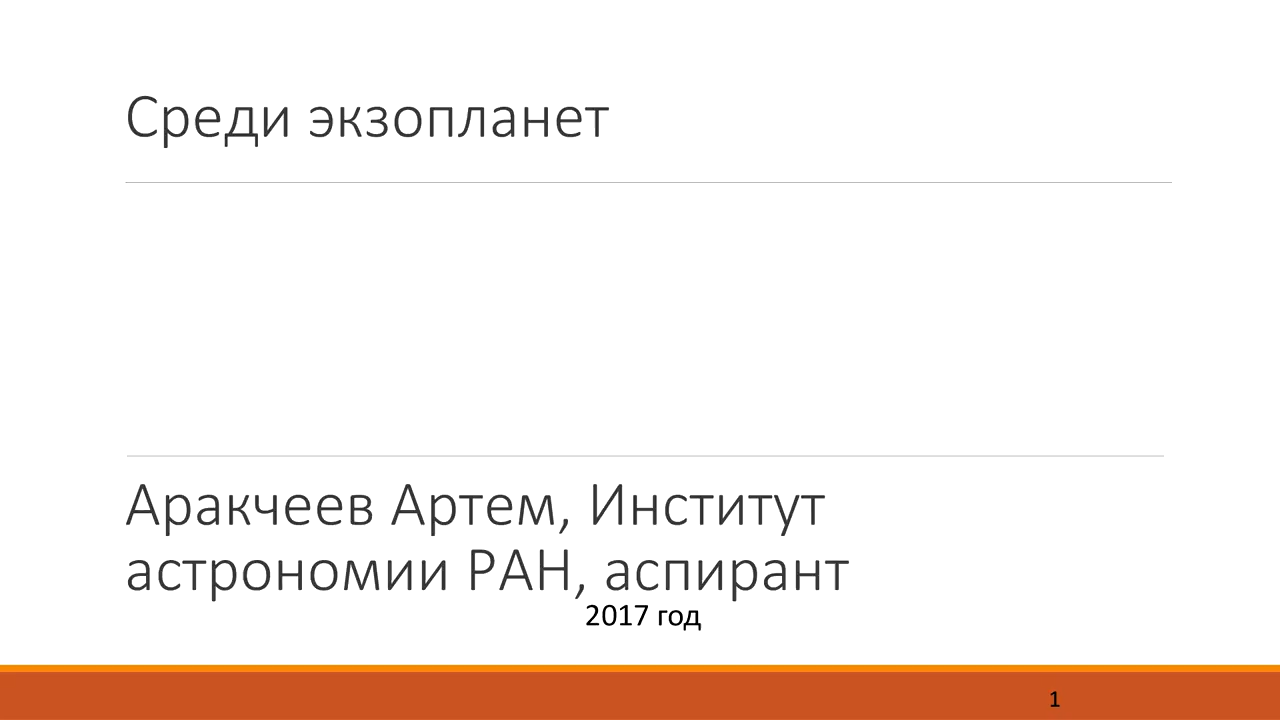 Среди экзопланет
Аракчеев Артем, Институт
астрономии РАН, аспирант
2017 год
1